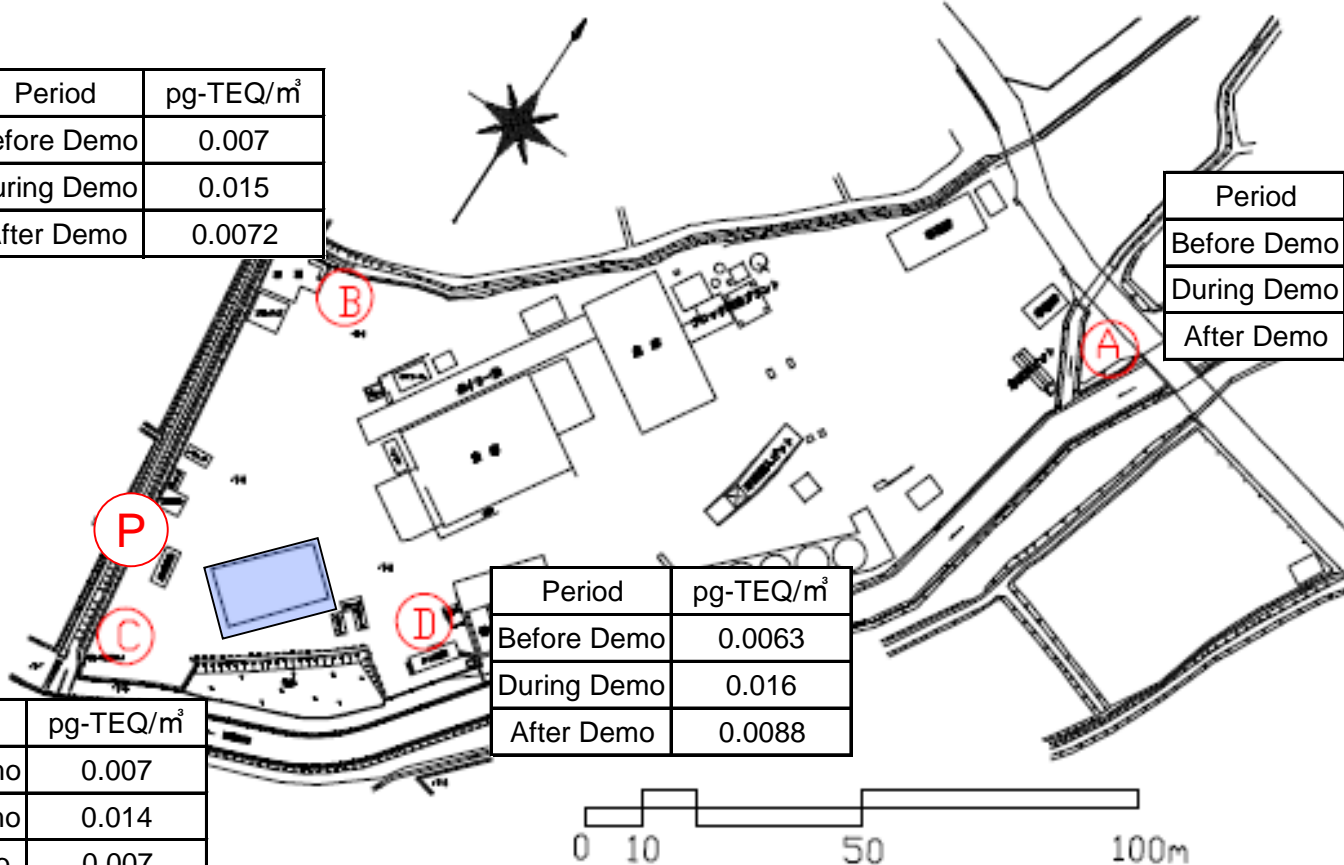 Period pg-TEQ/㎥
efore Demo 0.007
uring Demo 0.015
After Demo 0.0072
Period
Before Demo
During Demo
After Demo
B
A
P
C
D
Period pg-TEQ/㎥
Before Demo 0.0063
During Demo 0.016
After Demo 0.0088
pg-TEQ/㎥
mo 0.007
mo 0.014
o 0.007
0 10 50 100m